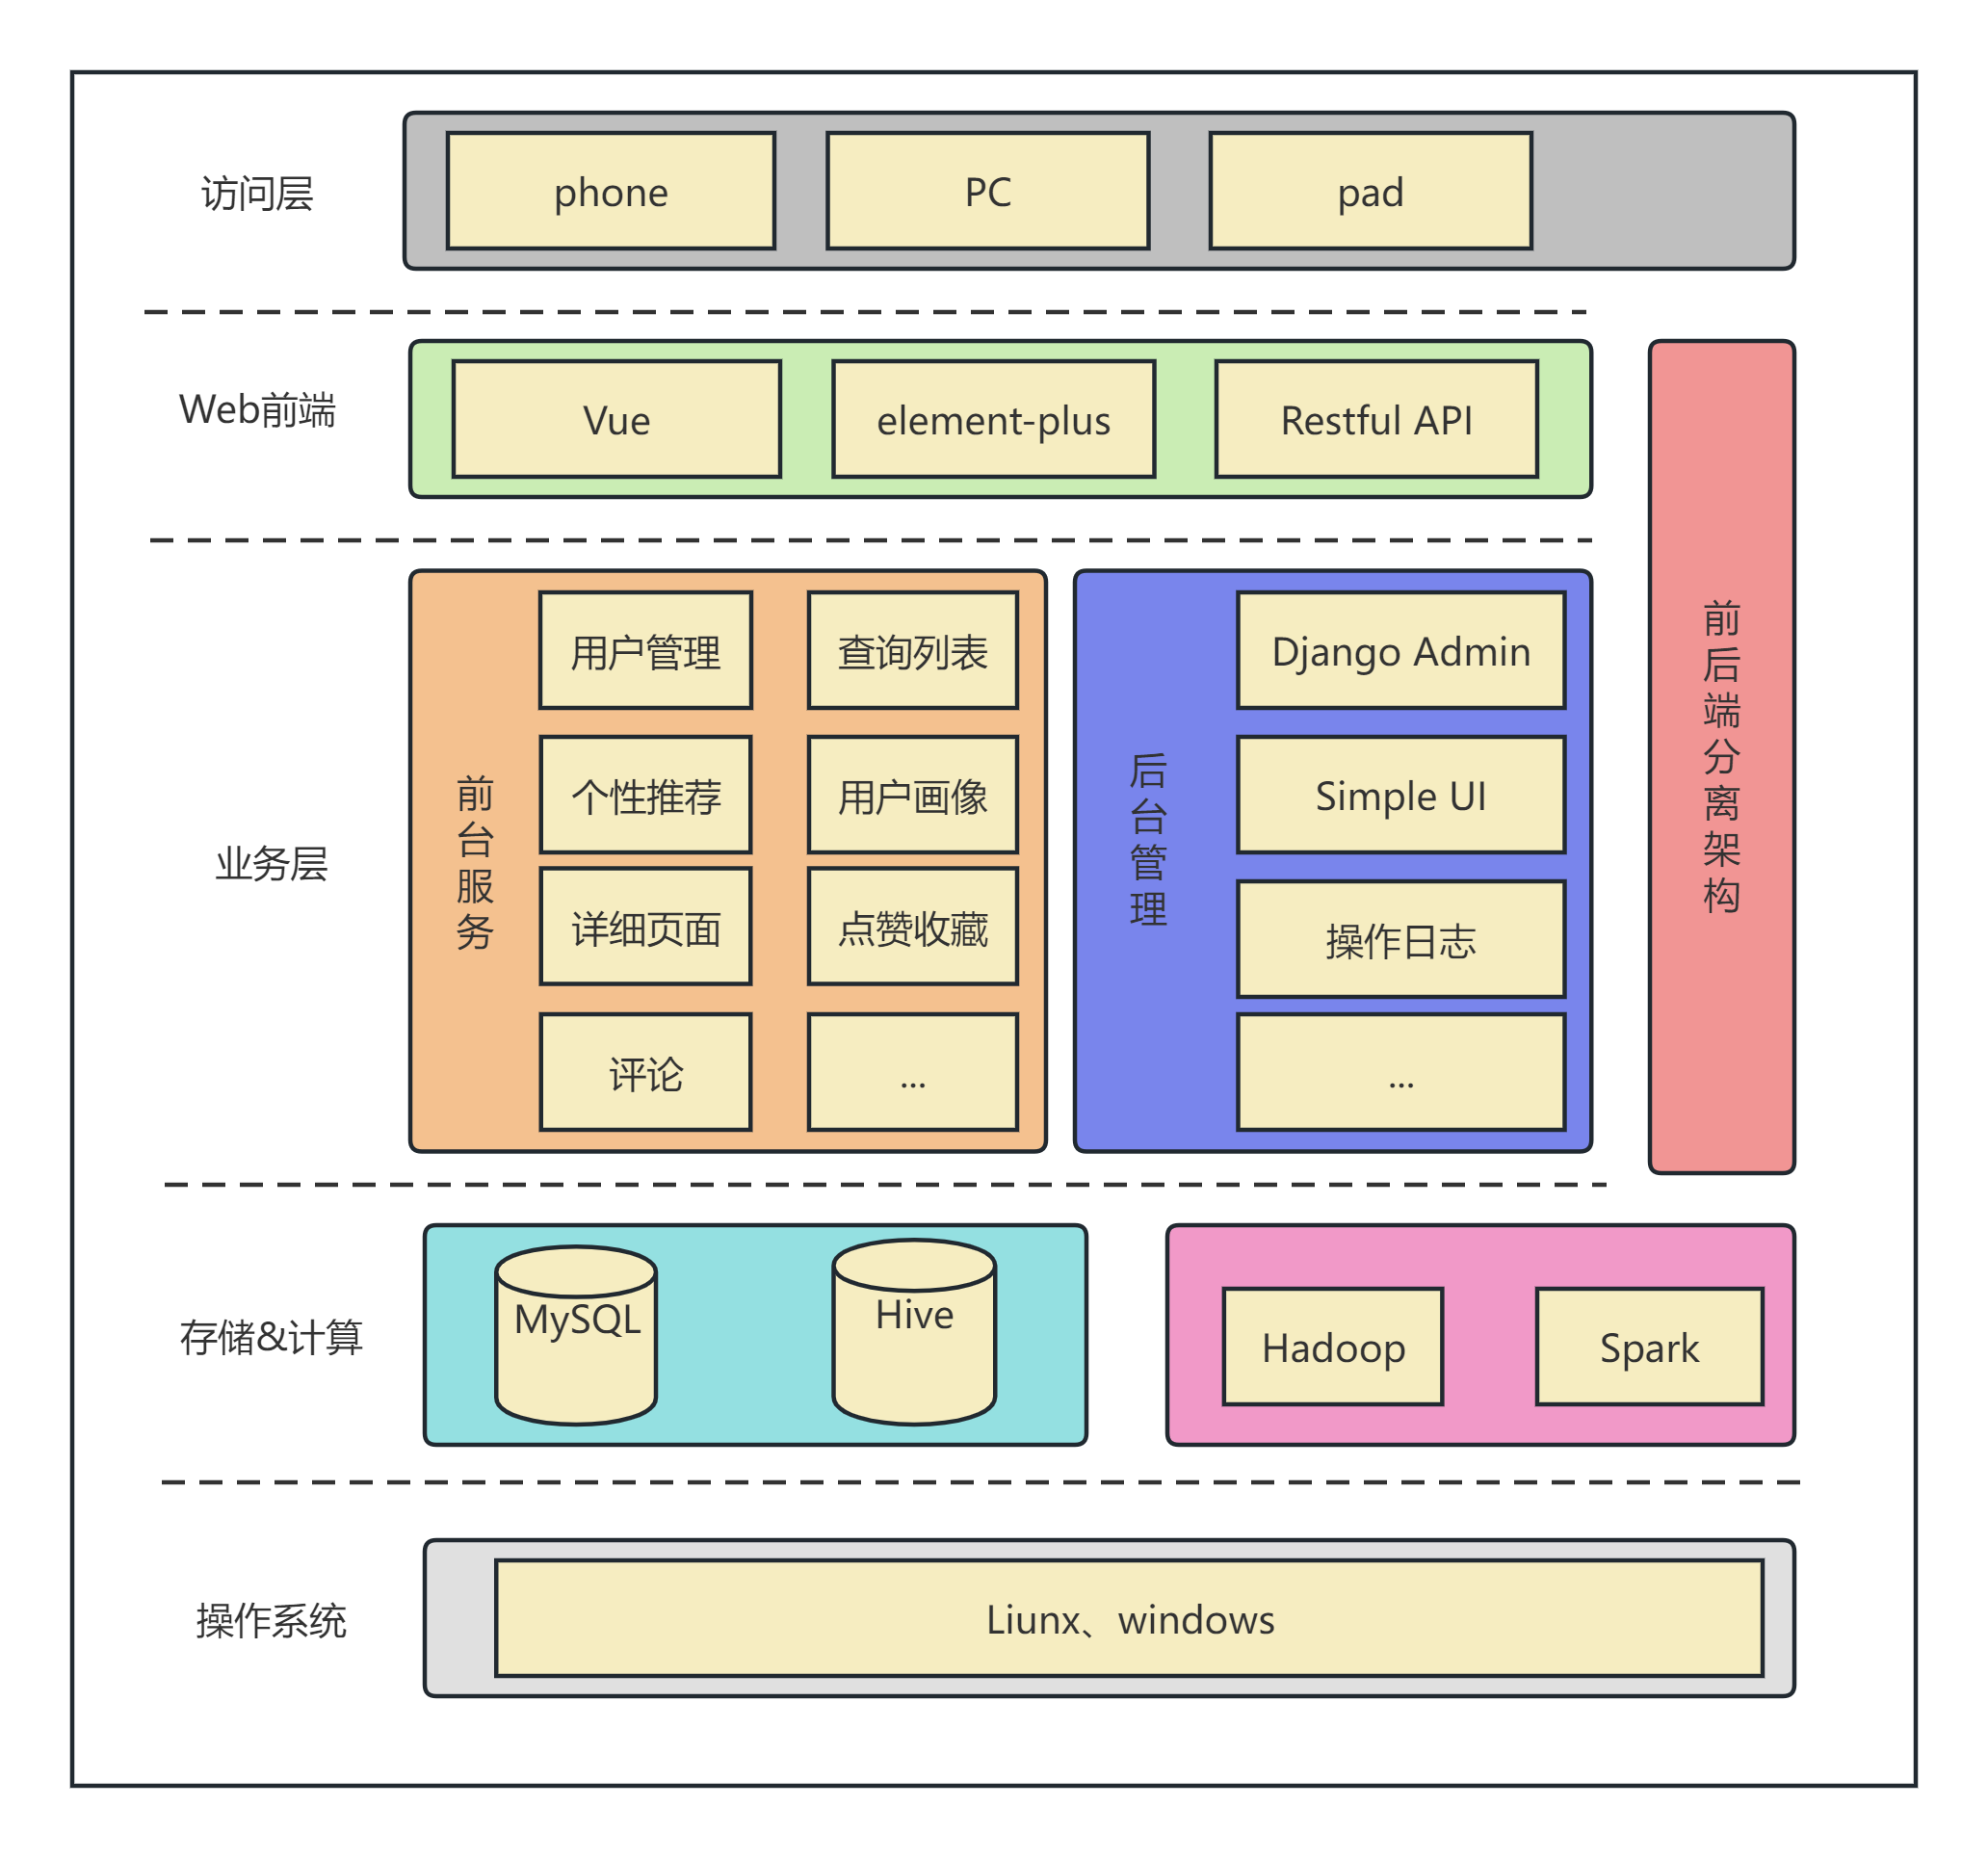 访问层
phone
PC
pad
Web前端
Vue
element-plus
Restful API
前后端分离架构
业务层
前台服务
用户管理
查询列表
个性推荐
用户画像
详细页面
点赞收藏
评论
...
后台管理
Django Admin
Simple UI
操作日志
...
存储&计算
MySQL
Hive
Hadoop
Spark
操作系统
Liunx、windows